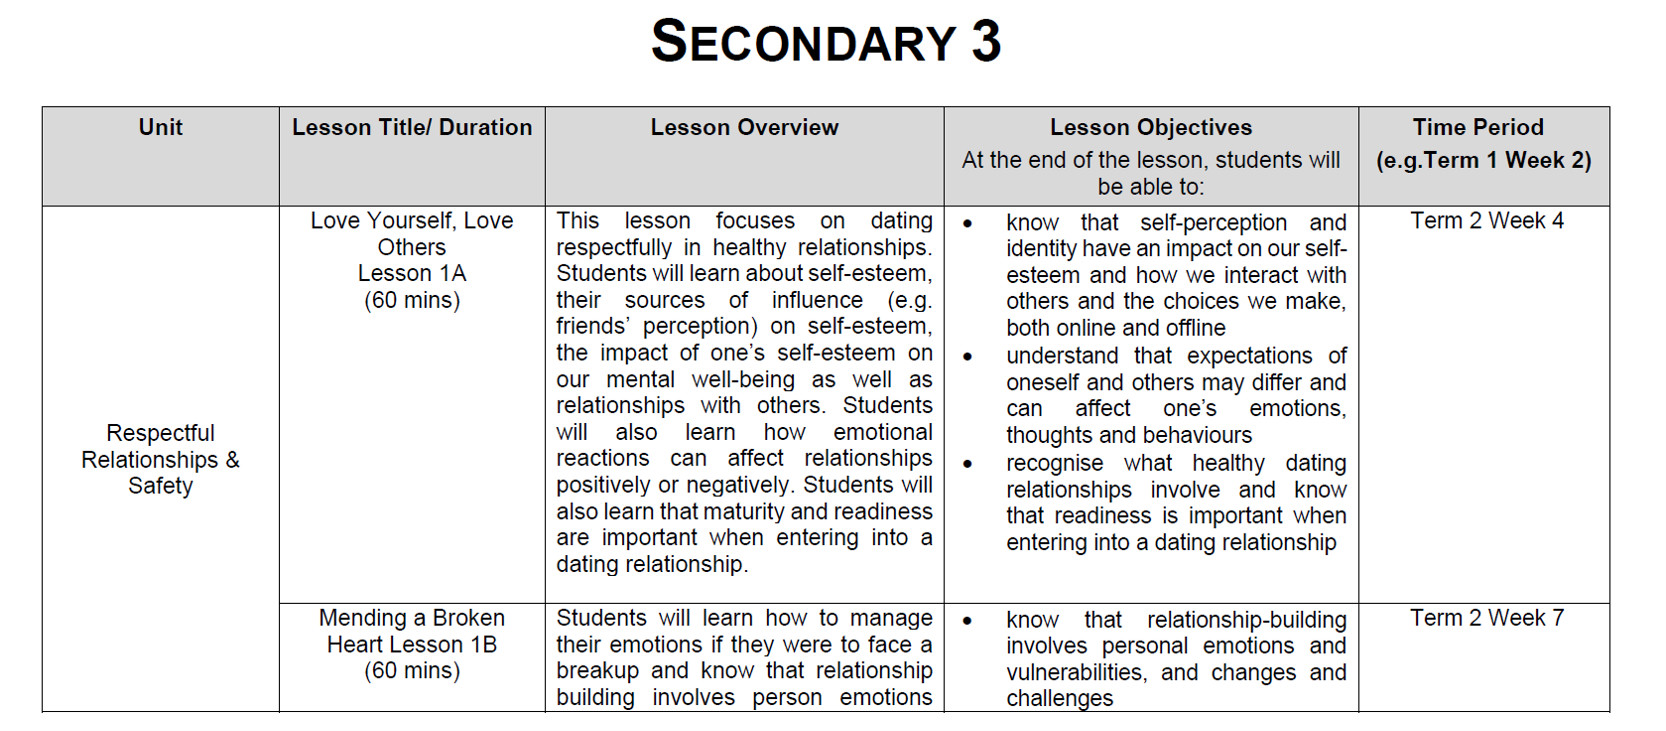 SECONDARY 3
Unit
Lesson Title/ Duration
Lesson Overview
Lesson Objectives
At the end of the lesson, students will
be able to:
Time Period
(e.g.Term 1 Week 2)
Respectful
Relationships &
Safety
Love Yourself, Love
Others
Lesson 1A
(60 mins)
This lesson focuses on dating
respectfully in healthy relationships.
Students will learn about self-esteem,
their sources of influence (e.g.
friends’ perception) on self-esteem,
the impact of one’s self-esteem on
our mental well-being as well as
relationships with others. Students
will also learn how emotional
reactions can affect relationships
positively or negatively. Students will
also learn that maturity and readiness
are important when entering into a
dating relationship.
• know that self-perception and
identity have an impact on our self-
esteem and how we interact with
others and the choices we make,
both online and offline
• understand that expectations of
oneself and others may differ and
can affect one’s emotions,
thoughts and behaviours
• recognise what healthy dating
relationships involve and know
that readiness is important when
entering into a dating relationship
Term 2 Week 4
Mending a Broken
Heart Lesson 1B
(60 mins)
Students will learn how to manage
their emotions if they were to face a
breakup and know that relationship
building involves person emotions
• know that relationship-building
involves personal emotions and
vulnerabilities, and changes and
challenges
Term 2 Week 7